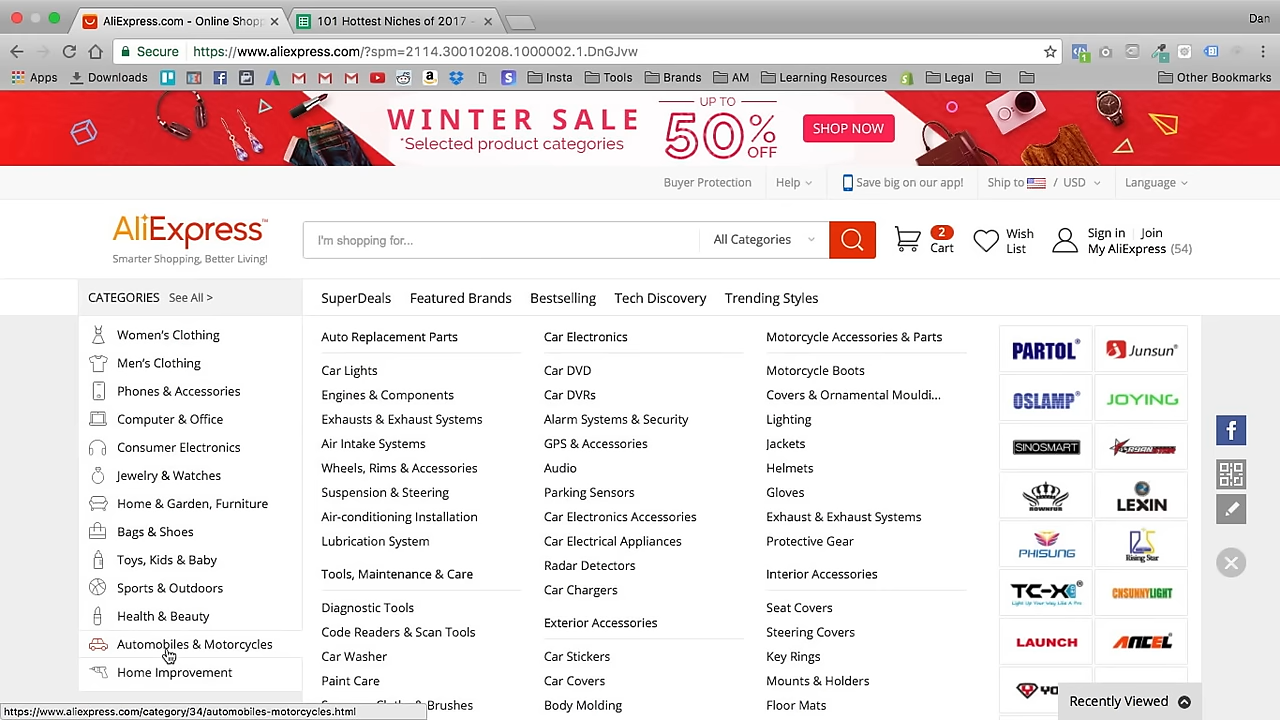 AliExpress.com - Online Shopp
101 Hottest Niches of 2017 -
Dan
Secure
https://www.aliexpress.com/?spm=2114.30010208.1000002.1.DnGJvw
Apps
Downloads
Insta
Tools
Brands
AM
Learning Resourc
Legal
Other Bookmarks
WINTER SALE
*Selected product categories
UP TO
50%
OFF
SHOP NOW
Buyer Protection
Help
Save big on our app!
Ship to / USD
Language
AliExpress™
Smarter Shopping, Better Living!
I'm shopping for...
All Categories
2
Cart
Wish
List
Sign in | Join
My AliExpress (54)
CATEGORIES See All >
SuperDeals
Featured Brands
Bestselling
Tech Discovery
Trending Styles
Women's Clothing
Men's Clothing
Phones & Accessories
Computer & Office
Consumer Electronics
Jewelry & Watches
Home & Garden, Furniture
Bags & Shoes
Toys, Kids & Baby
Sports & Outdoors
Health & Beauty
Automobiles & Motorcycles
Home Improvement
Auto Replacement Parts
Car Lights
Engines & Components
Exhausts & Exhaust Systems
Air Intake Systems
Wheels, Rims & Accessories
Suspension & Steering
Air-conditioning Installation
Lubrication System
Tools, Maintenance & Care
Diagnostic Tools
Code Readers & Scan Tools
Car Washer
Paint Care
Brushes
Car Electronics
Car DVD
Car DVRs
Alarm Systems & Security
GPS & Accessories
Audio
Parking Sensors
Car Electronics Accessories
Car Electrical Appliances
Radar Detectors
Car Chargers
Exterior Accessories
Car Stickers
Car Covers
Body Molding
Motorcycle Accessories & Parts
Motorcycle Boots
Covers & Ornamental Mouldi...
Lighting
Jackets
Helmets
Gloves
Exhaust & Exhaust Systems
Protective Gear
Interior Accessories
Seat Covers
Steering Covers
Key Rings
Mounts & Holders
Floor Mats
PARTOL®
Junsun®
OSLAMP®
JOYING
SINOSMART
ROWNFUR
LEXIN
PHISUNG
Rising Star
TC-X®
Light Up Your Way Like A Pro
CNSUNNYLIGHT
LAUNCH
ANCEL®
YO
Recently Viewed
https://www.aliexpress.com/category/34/automobiles-motorcycles.html